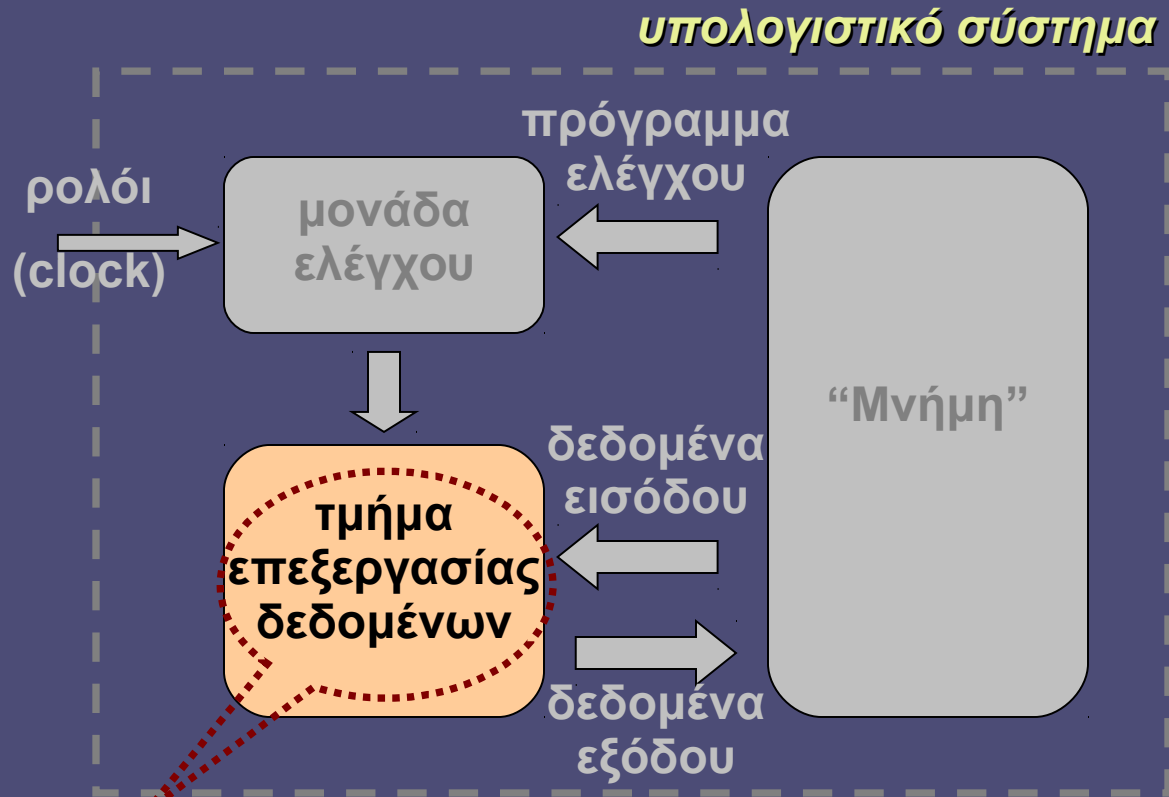 υπολογιστικό σύστημα
πρόγραμμα
ελέγχου
ρολόι
(clock)
μονάδα
ελέγχου
“Μνήμη”
δεδομένα
εισόδου
τμήμα
επεξεργασίας
δεδομένων
δεδομένα
εξόδου